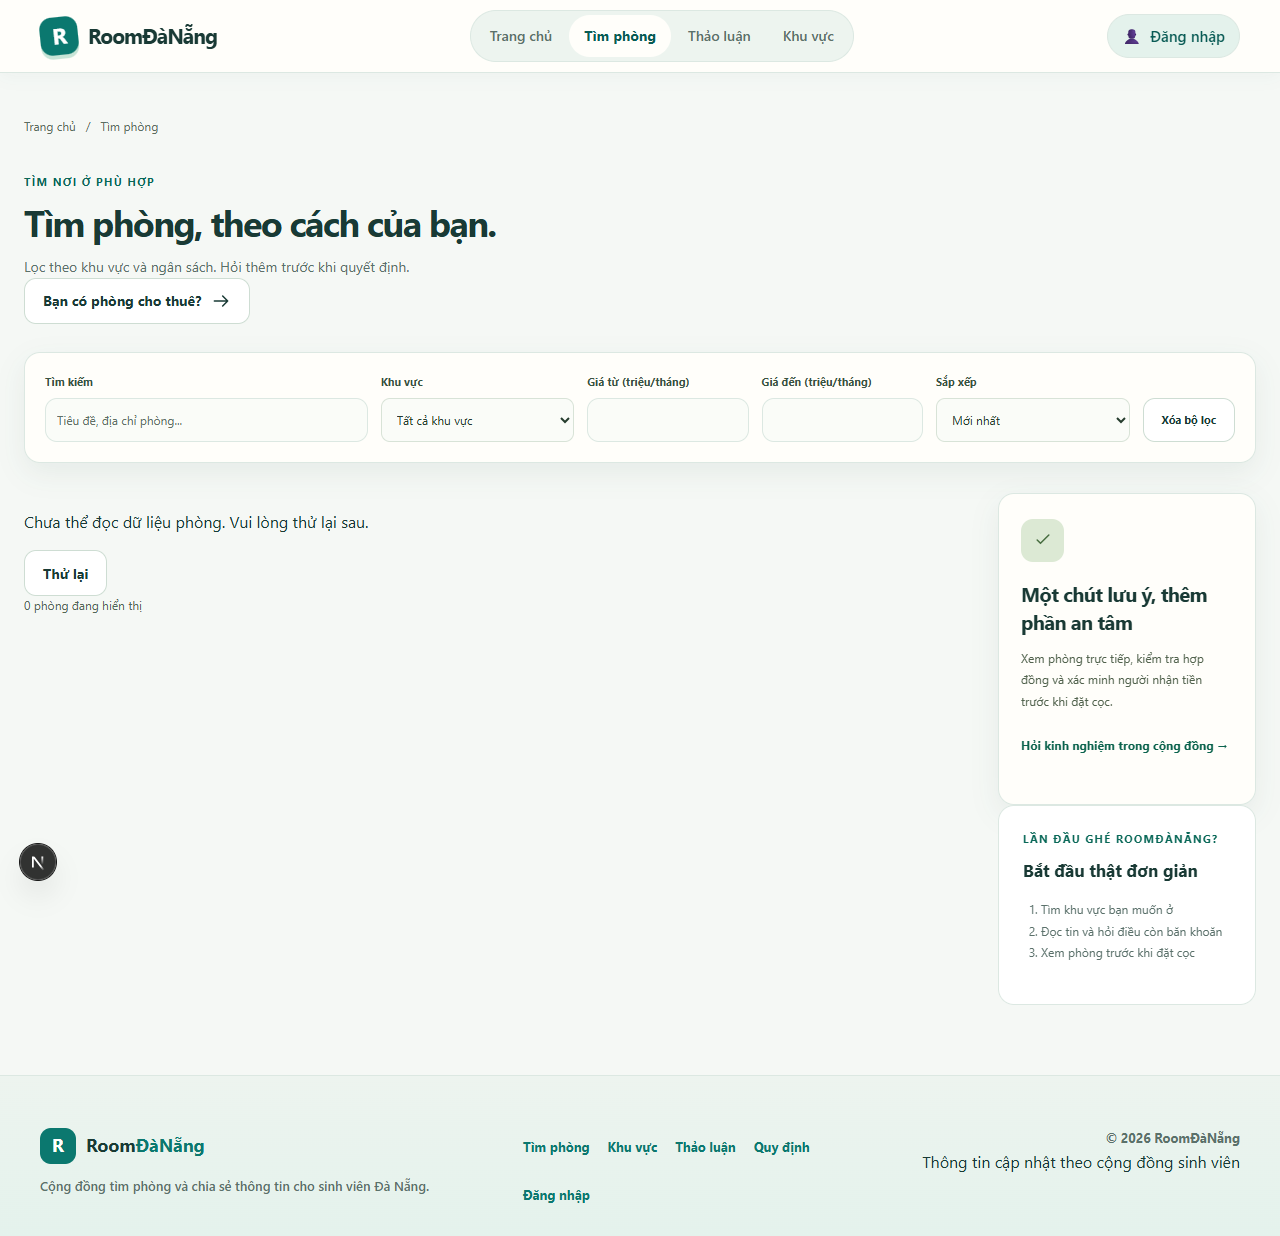 R RoomĐàNẵng
Trang chủ Tìm phòng Thảo luận Khu vực
Đăng nhập
Trang chủ / Tìm phòng
TÌM NƠI Ở PHÙ HỢP
Tìm phòng, theo cách của bạn.
Lọc theo khu vực và ngân sách. Hỏi thêm trước khi quyết định.
Bạn có phòng cho thuê? →
Tìm kiếm Khu vực Giá từ (triệu/tháng) Giá đến (triệu/tháng) Sắp xếp
Tiêu đề, địa chỉ phòng... Tất cả khu vực Mới nhất Xóa bộ lọc
Chưa thể đọc dữ liệu phòng. Vui lòng thử lại sau.
Thử lại
0 phòng đang hiển thị
Một chút lưu ý, thêm
phần an tâm
Xem phòng trực tiếp, kiểm tra hợp
đồng và xác minh người nhận tiền
trước khi đặt cọc.
Hỏi kinh nghiệm trong cộng đồng →
LẦN ĐẦU GHÉ ROOMĐÀNẴNG?
Bắt đầu thật đơn giản
1. Tìm khu vực bạn muốn ở
2. Đọc tin và hỏi điều còn băn khoăn
3. Xem phòng trước khi đặt cọc
N
R RoomĐàNẵng
Cộng đồng tìm phòng và chia sẻ thông tin cho sinh viên Đà Nẵng.
Tìm phòng Khu vực Thảo luận Quy định
Đăng nhập
© 2026 RoomĐàNẵng
Thông tin cập nhật theo cộng đồng sinh viên